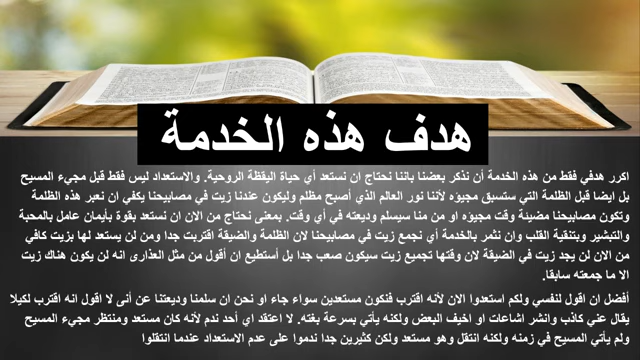 هدف هذه الخدمة
اكرر هدفي فقط من هذه الخدمة أن نذكر بعضنا باننا نحتاج ان نستعد أي حياة اليقظة الروحية. والاستعداد ليس فقط قبل مجيء المسيح
بل ايضا قبل الظلمة التي ستسبق مجيؤه لأننا نور العالم الذي أصبح مظلم وليكون عندنا زيت في مصابيحنا يكفي ان نعبر هذه الظلمة
وتكون مصابيحنا مضيئة وقت مجيؤه او من منا سيسلم وديعته في أي وقت. بمعنى نحتاج من الان ان نستعد بقوة بأيمان عامل بالمحبة
والتبشير وبتنقية القلب وان نثمر بالخدمة أي نجمع زيت في مصابيحنا لان الظلمة والضيقة اقتربت جدا ومن لن يستعد لها بزيت كافي
من الان لن يجد زيت في الضيقة لان وقتها تجميع زيت سيكون صعب جدا بل أستطيع ان أقول من مثل العذارى انه لن يكون هناك زيت
الا ما جمعته سابقا.
أفضل ان اقول لنفسي ولكم استعدوا الان لأنه اقترب فنكون مستعدين سواء جاء او نحن ان سلمنا وديعتنا عن أنى لا اقول انه اقترب لكيلا
يقال عني كاذب وانشر اشاعات او اخيف البعض ولكنه يأتي بسرعة بغته. لا اعتقد اي أحد ندم لأنه كان مستعد ومنتظر مجيء المسيح
ولم يأتي المسيح في زمنه ولكنه انتقل وهو مستعد ولكن كثيرين جدا ندموا على عدم الاستعداد عندما انتقلوا